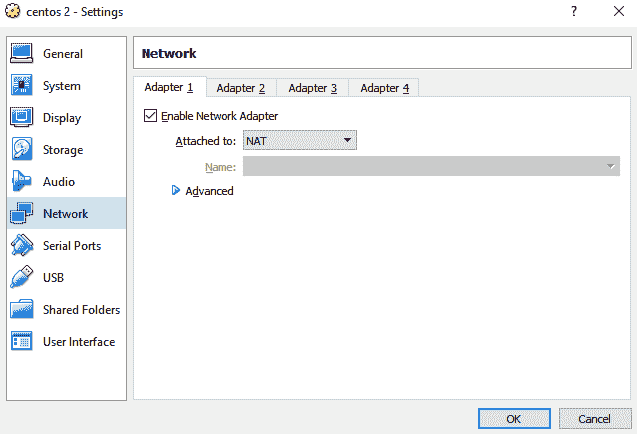 centos 2 - Settings
?
General
System
Display
Storage
Audio
Network
Serial Ports
USB
Shared Folders
User Interface
Network
Adapter 1
Adapter 2
Adapter 3
Adapter 4
Enable Network Adapter
Attached to: NAT
Name:
Advanced
OK
Cancel